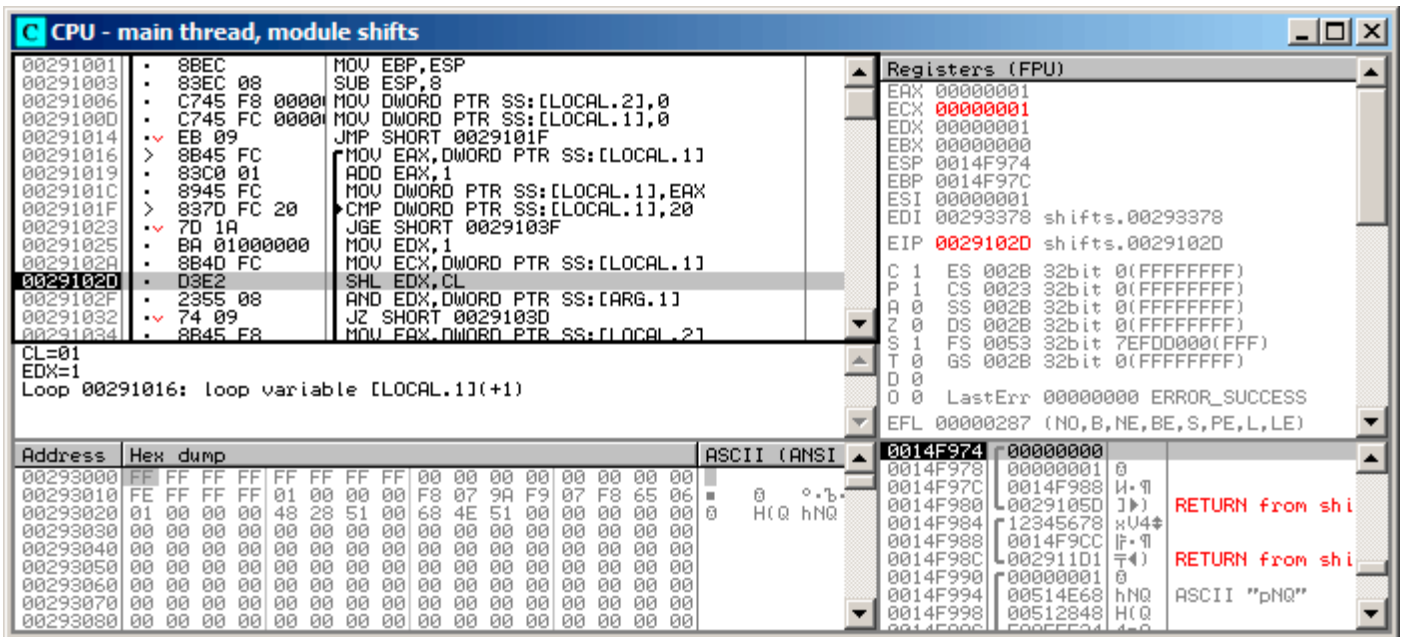 C CPU - main thread, module shifts
00291001 · 8BEC MOV EBP,ESP
00291003 · 83EC 08 SUB ESP,8
00291006 · C745 F8 0000 MOV DWORD PTR SS:[LOCAL.2],0
0029100D · C745 FC 0000 MOV DWORD PTR SS:[LOCAL.1],0
00291014 · EB 09 JMP SHORT 0029101F
00291016 > 8B45 FC MOV EAX,DWORD PTR SS:[LOCAL.1]
00291019 · 83C0 01 ADD EAX,1
0029101C · 8945 FC MOV DWORD PTR SS:[LOCAL.1],EAX
0029101F > 837D FC 20 CMP DWORD PTR SS:[LOCAL.1],20
00291023 · 7D 1A JGE SHORT 0029103F
00291025 · BA 01000000 MOV EDX,1
0029102A · 8B4D FC MOV ECX,DWORD PTR SS:[LOCAL.1]
0029102D · D3E2 SHL EDX,CL
0029102F · 2355 08 AND EDX,DWORD PTR SS:[ARG.1]
00291032 · 74 09 JZ SHORT 0029103D
00291034 · 8B45 F8 MOV EAX,DWORD PTR SS:[LOCAL.2]
CL=01
EDX=1
Loop 00291016: loop variable [LOCAL.1](+1)
Registers (FPU)
EAX 00000001
ECX 00000001
EDX 00000001
EBX 00000000
ESP 0014F974
EBP 0014F97C
ESI 00000001
EDI 00293378 shifts.00293378
EIP 0029102D shifts.0029102D
C 1 ES 002B 32bit 0(FFFFFFFF)
P 1 CS 0023 32bit 0(FFFFFFFF)
A 0 SS 002B 32bit 0(FFFFFFFF)
Z 0 DS 002B 32bit 0(FFFFFFFF)
S 1 FS 0053 32bit 7EFDD000(FFF)
T 0 GS 002B 32bit 0(FFFFFFFF)
D 0
O 0 LastErr 00000000 ERROR_SUCCESS
EFL 00000287 (NO,B,NE,BE,S,PE,L,LE)
Address Hex dump ASCII (ANSI
00293000 FF FF FF FF FF FF FF FF 00 00 00 00 00 00 00 00
00293010 FE FF FF FF 01 00 00 00 F8 07 9A F9 07 F8 65 06
00293020 01 00 00 00 48 28 51 00 68 4E 51 00 00 00 00 00 H(Q hNQ
00293030 00 00 00 00 00 00 00 00 00 00 00 00 00 00 00 00
00293040 00 00 00 00 00 00 00 00 00 00 00 00 00 00 00 00
00293050 00 00 00 00 00 00 00 00 00 00 00 00 00 00 00 00
00293060 00 00 00 00 00 00 00 00 00 00 00 00 00 00 00 00
00293070 00 00 00 00 00 00 00 00 00 00 00 00 00 00 00 00
00293080 00 00 00 00 00 00 00 00 00 00 00 00 00 00 00 00
0014F974 00000000
0014F978 00000001
0014F97C 0014F988
0014F980 0029105D RETURN from shi
0014F984 12345678 xV4
0014F988 0014F9CC
0014F98C 002911D1 RETURN from shi
0014F990 00000001
0014F994 00514E68 hNQ ASCII "pNQ"
0014F998 00512848 H(Q